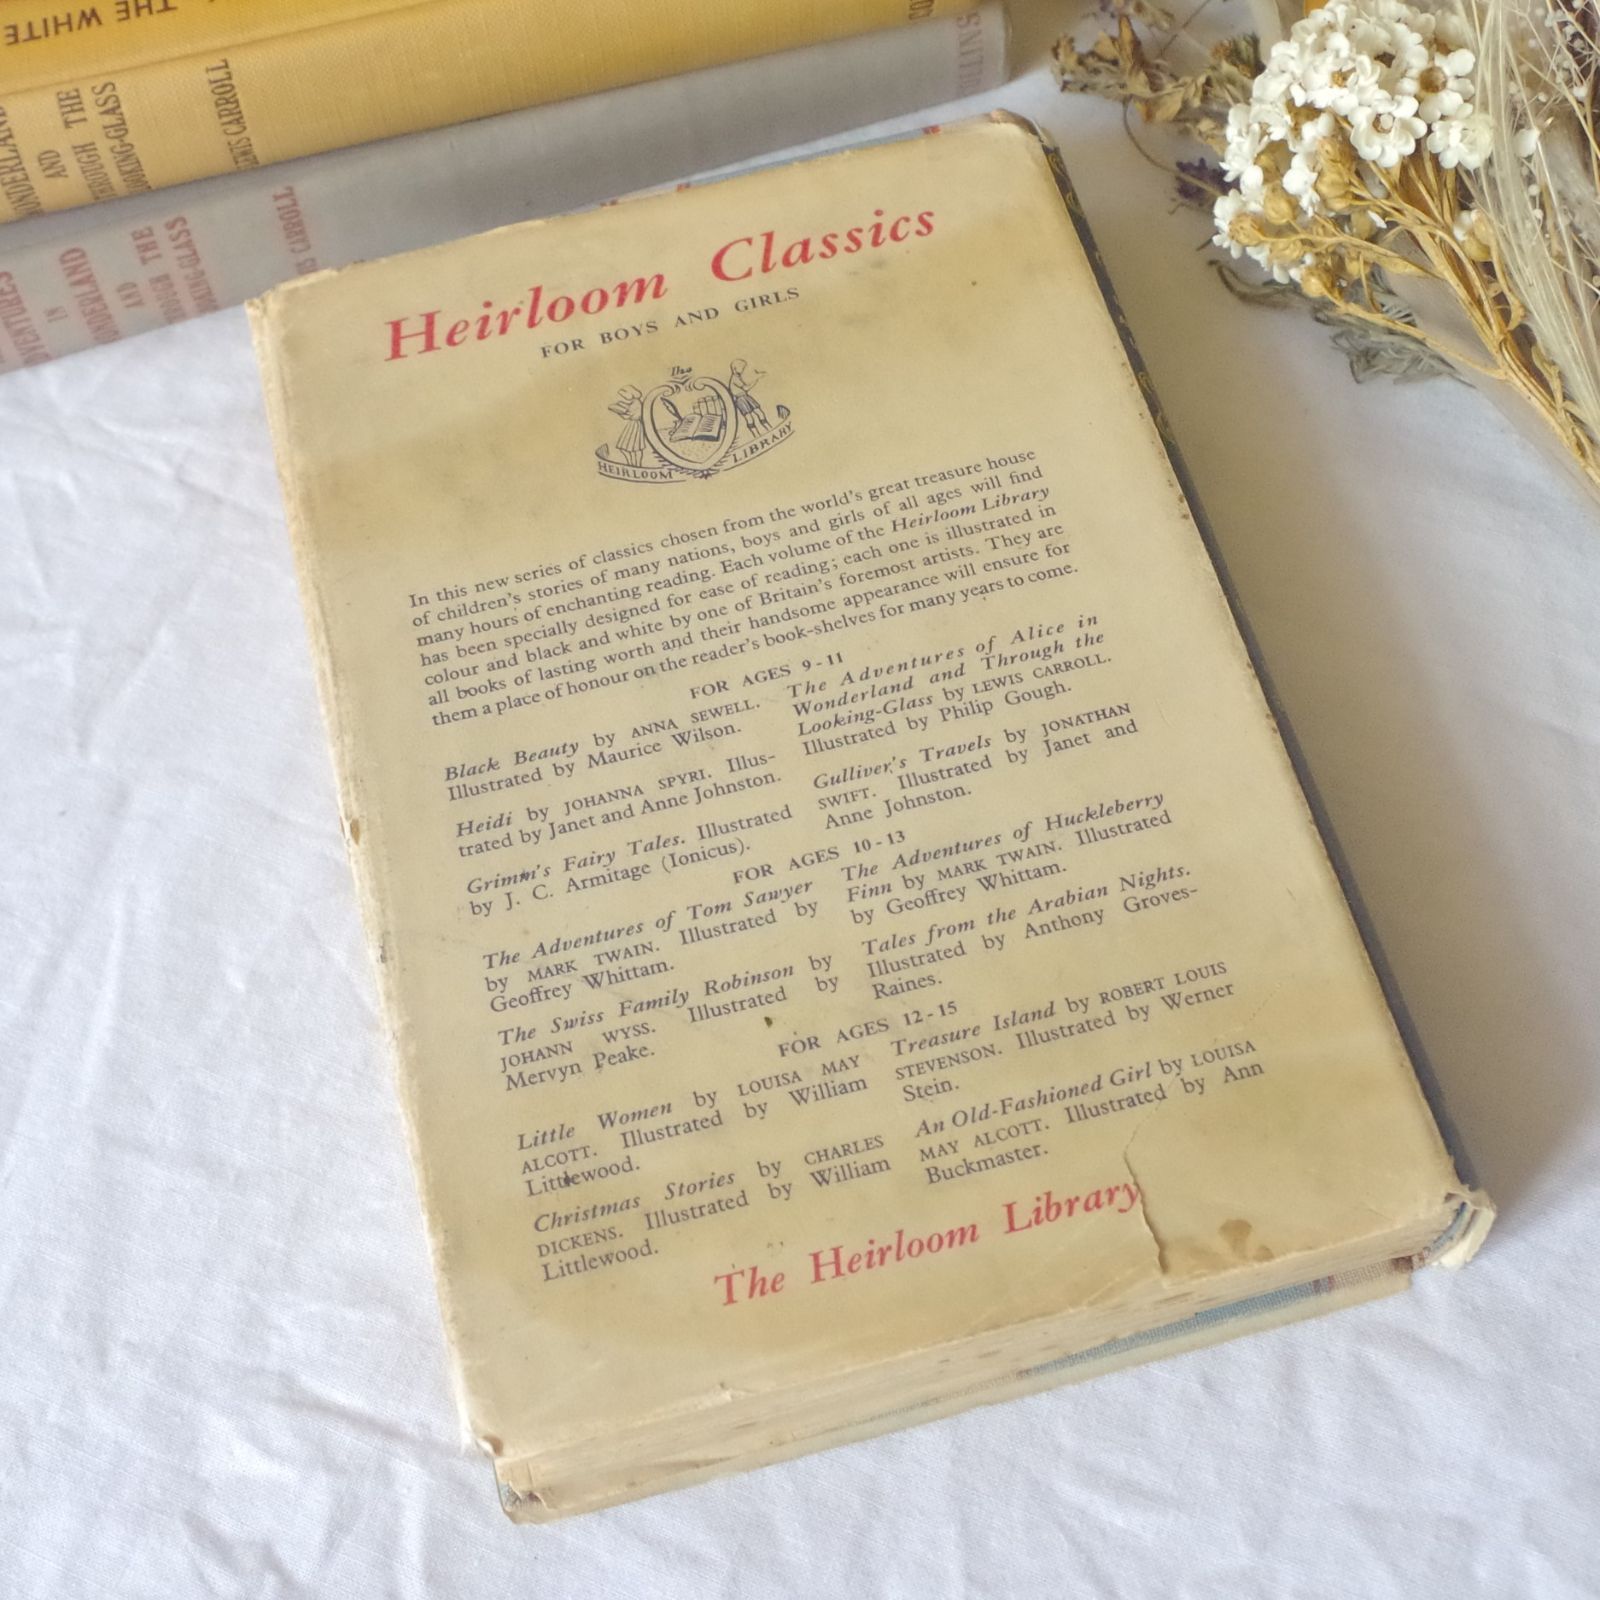 THE WHITE
AND
THROUGH THE
LOOKING-GLASS
LEWIS CARROLL
IN
AND
THE
CARROLL
Heirloom Classics
FOR BOYS AND GIRLS
The
HEIRLOOM LIBRARY
In this new series of classics chosen from the world's great treasure house
of children's stories of many nations, boys and girls of all ages will find
many hours of enchanting reading. Each volume of the Heirloom Library
has been specially designed for ease of reading; each one is illustrated in
colour and black and white by one of Britain's foremost artists. They are
all books of lasting worth and their handsome appearance will ensure for
them a place of honour on the reader's book-shelves for many years to come.
FOR AGES 9-11
Black Beauty by ANNA SEWELL.
Illustrated by Maurice Wilson.
Heidi by JOHANNA SPYRI. Illus-
trated by Janet and Anne Johnston.
Grimm's Fairy Tales. Illustrated
by J. C. Armitage (Ionicus).
The Adventures of Alice in
Wonderland and Through the
Looking-Glass by LEWIS CARROLL.
Illustrated by Philip Gough.
Gulliver's Travels by JONATHAN
SWIFT. Illustrated by Janet and
Anne Johnston.
FOR AGES 10-13
The Adventures of Tom Sawyer
by MARK TWAIN. Illustrated by
Geoffrey Whittam.
The Swiss Family Robinson by
JOHANN WYSS. Illustrated by
Mervyn Peake.
The Adventures of Huckleberry
Finn by MARK TWAIN. Illustrated
by Geoffrey Whittam.
Tales from the Arabian Nights.
Illustrated by Anthony Groves-
Raines.
FOR AGES 12-15
Little Women by LOUISA MAY
ALCOTT. Illustrated by William
Littlewood.
Christmas Stories by CHARLES
DICKENS. Illustrated by William
Littlewood.
Treasure Island by ROBERT LOUIS
STEVENSON. Illustrated by Werner
Stein.
An Old-Fashioned Girl by LOUISA
MAY ALCOTT. Illustrated by Ann
Buckmaster.
The Heirloom Library